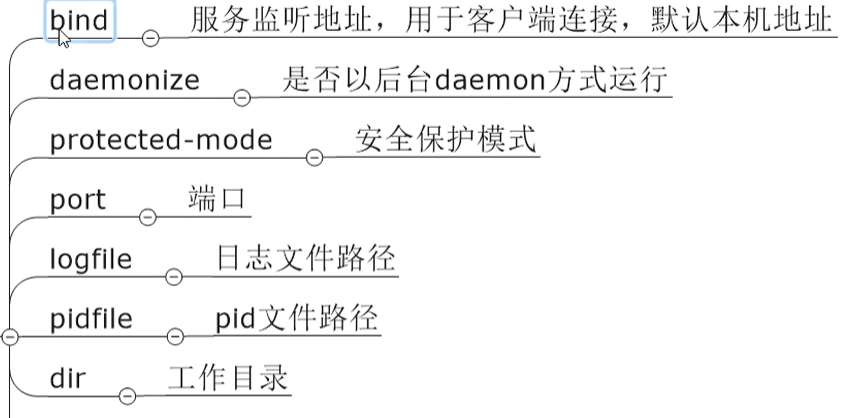 bind 服务监听地址，用于客户端连接，默认本机地址
daemonize 是否以后台daemon方式运行
protected-mode 安全保护模式
port 端口
logfile 日志文件路径
pidfile pid文件路径
dir 工作目录